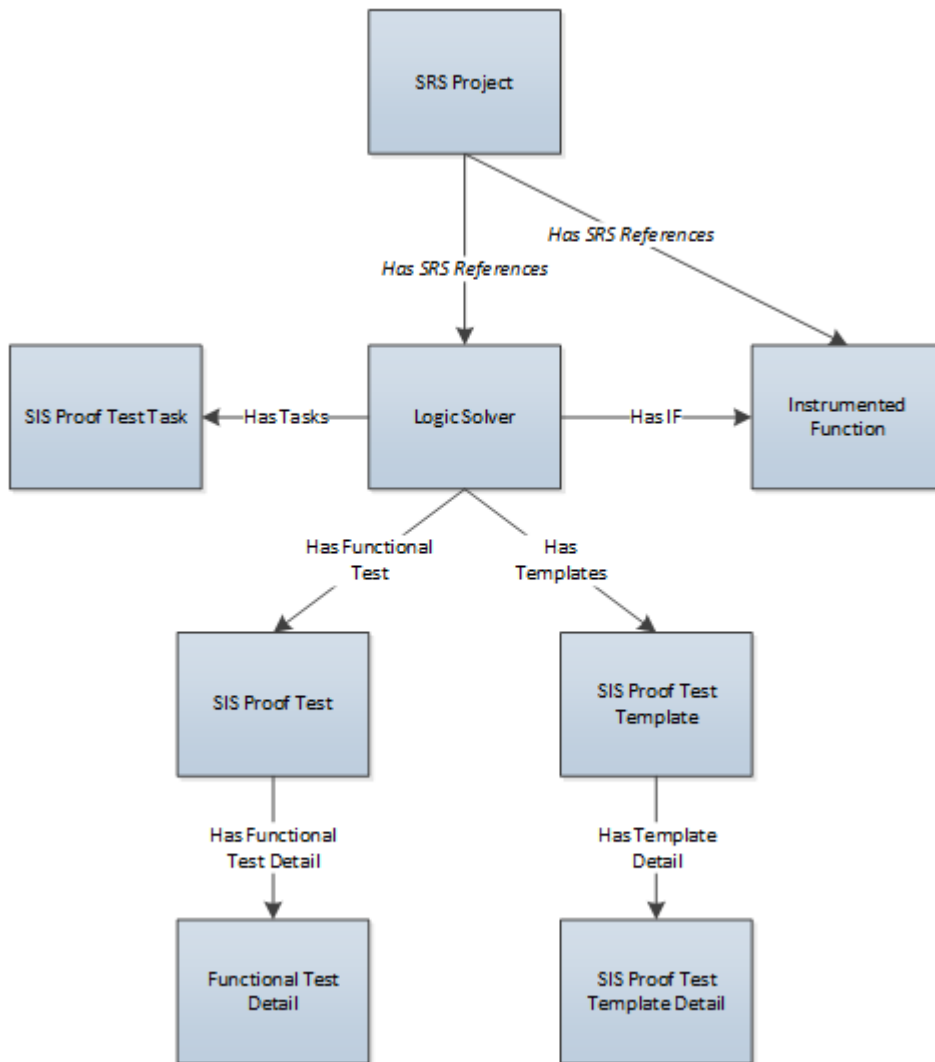 SRS Project
Has SRS References
Has SRS References
SIS Proof Test Task
Has Tasks
Logic Solver
Has IF
Instrumented
Function
Has Functional
Test
Has
Templates
SIS Proof Test
SIS Proof Test
Template
Has Functional
Test Detail
Has Template
Detail
Functional Test
Detail
SIS Proof Test
Template Detail